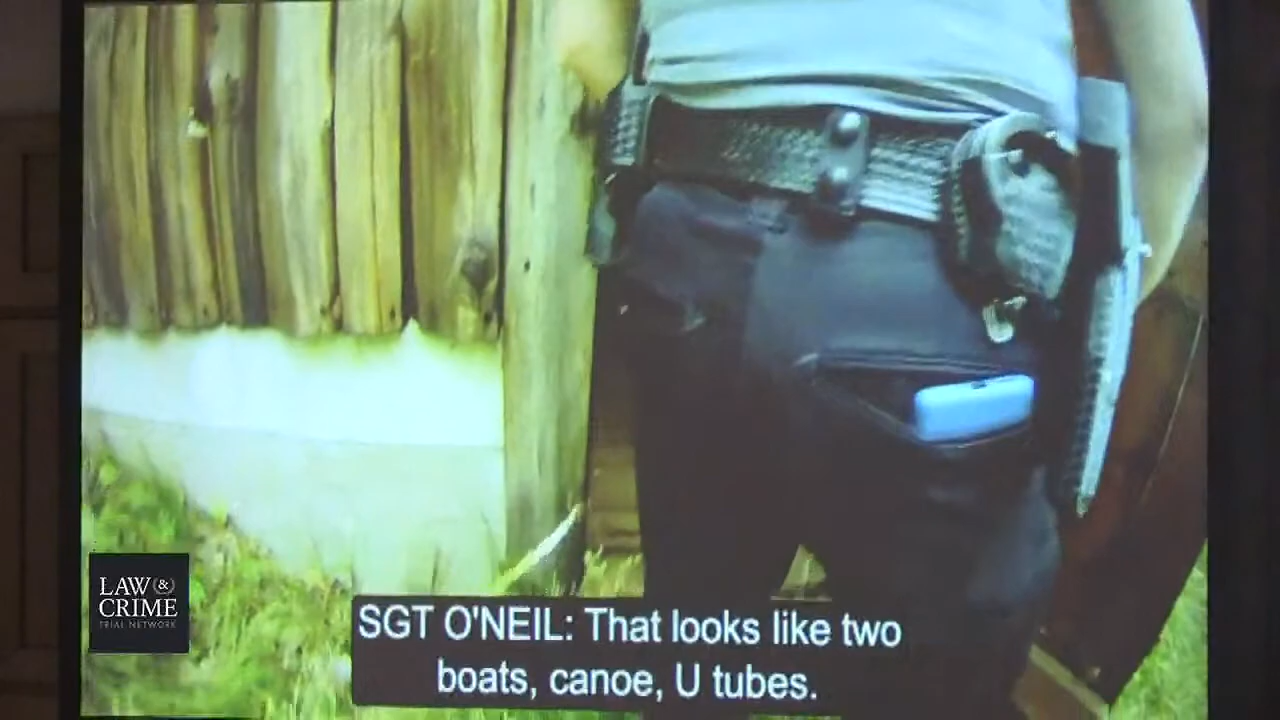 LAW &
CRIME
TRIAL NETWORK
SGT O'NEIL: That looks like two
boats, canoe, U tubes.